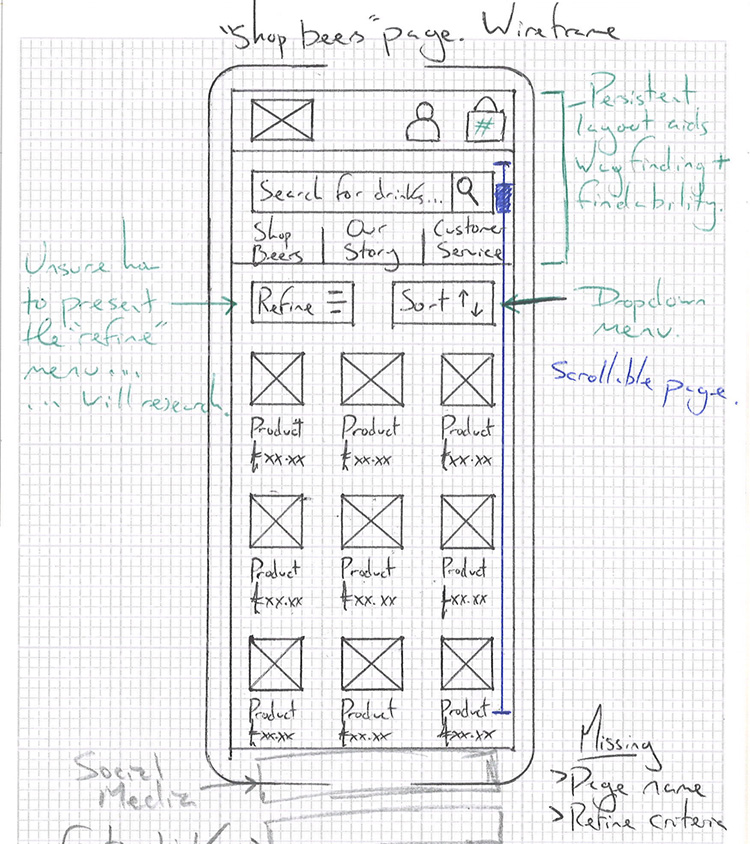 "Shop beers" page. Wireframe
#
Persistent
layout aids
way finding +
findability.
Search for drinks...
Shop
Beers
Our
Story
Customer
Service
Unsure how
to present
the "refine"
menu ...
... will research.
Refine
Sort ↑↓
Dropdown
menu.
Scrollable page.
Product Product Product
£xx.xx £xx.xx £xx.xx
Product Product Product
£xx.xx £xx.xx £xx.xx
Product Product Product
£xx.xx £xx.xx £xx.xx
Social
Media
Missing
> Page name
> Refine criteria